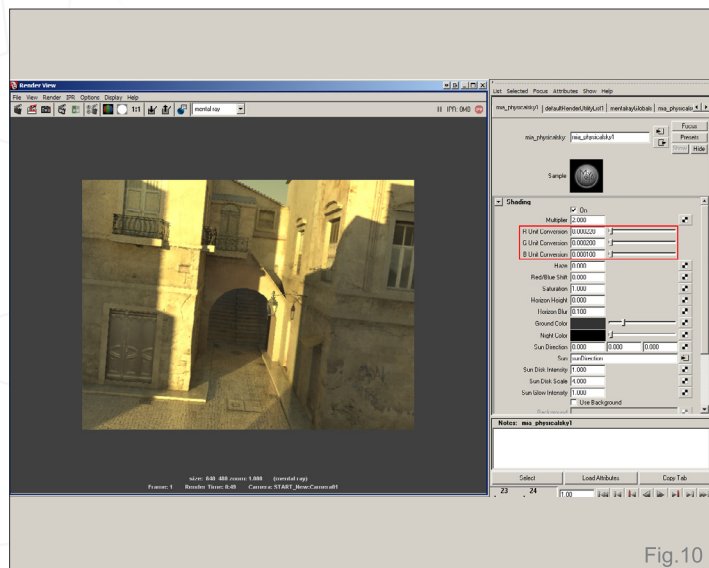 Render View
File View Render IPR Options Display Help
1:1 mental ray II IPR: 0MB
size: 640 480 zoom: 1.000 (mental ray)
Frame: 1 Render Time: 0:49 Camera: START_New:Camera01
List Selected Focus Attributes Show Help
mia_physicalsky1 defaultRenderUtilityList1 mentalrayGlobals mia_physicalsk
mia_physicalsky: mia_physicalsky1
Focus
Presets
Show Hide
Sample
Shading
On
Multiplier 2.000
R Unit Conversion 0.000220
G Unit Conversion 0.000200
B Unit Conversion 0.000100
Haze 0.000
Red/Blue Shift 0.000
Saturation 1.000
Horizon Height 0.000
Horizon Blur 0.100
Ground Color
Night Color
Sun Direction 0.000 0.000 0.000
Sun sunDirection
Sun Disk Intensity 1.000
Sun Disk Scale 4.000
Sun Glow Intensity 1.000
Use Background
Background
Notes: mia_physicalsky1
Select Load Attributes Copy Tab
23 24 1.00
Fig.10